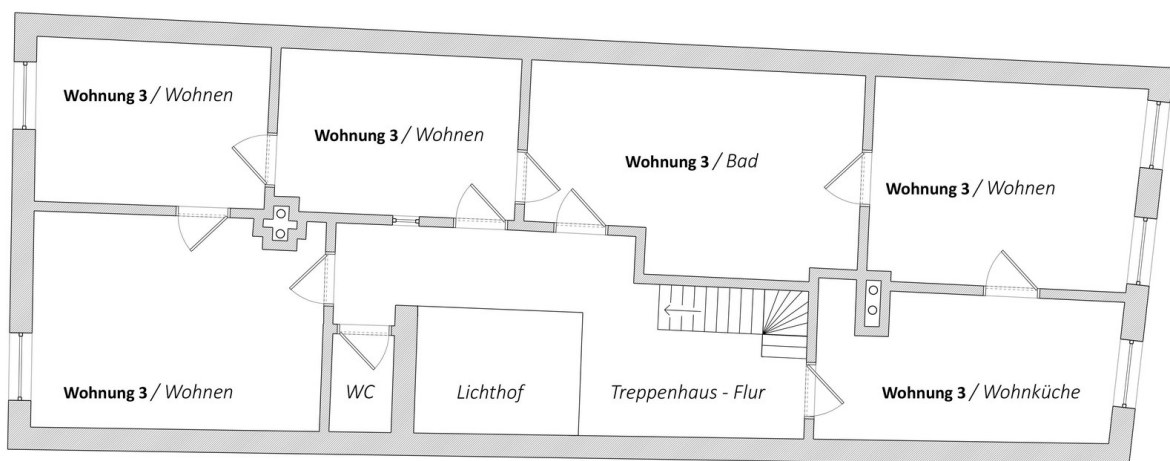 Wohnung 3 / Wohnen
Wohnung 3 / Wohnen
Wohnung 3 / Bad
Wohnung 3 / Wohnen
Wohnung 3 / Wohnen
WC
Lichthof
Treppenhaus - Flur
Wohnung 3 / Wohnküche